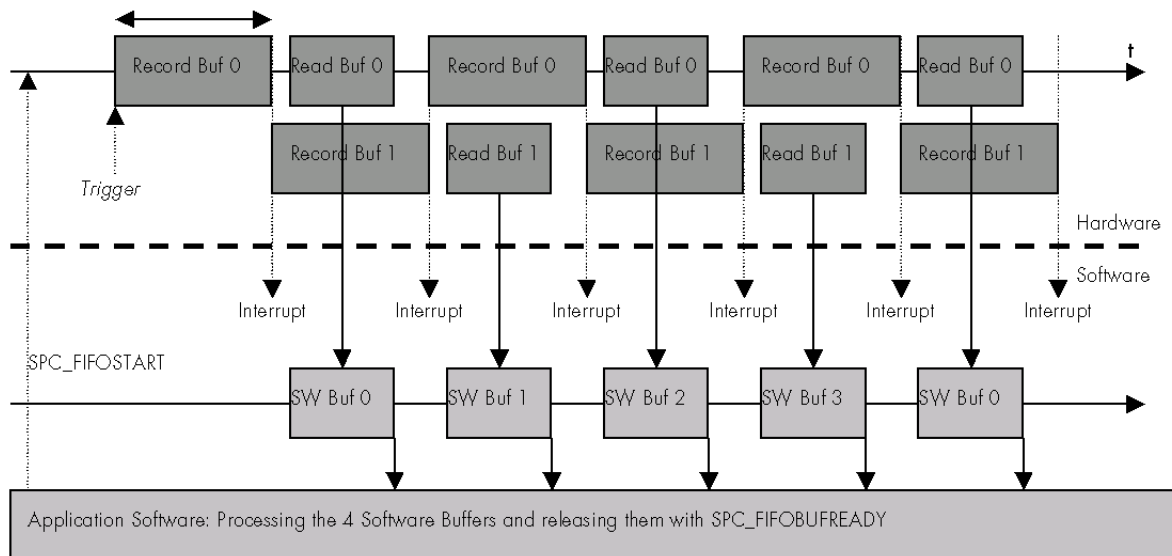 t
Record Buf 0
Read Buf 0
Record Buf 0
Read Buf 0
Record Buf 0
Read Buf 0
Record Buf 1
Read Buf 1
Record Buf 1
Read Buf 1
Record Buf 1
Trigger
Hardware
Software
Interrupt
Interrupt
Interrupt
Interrupt
Interrupt
Interrupt
SPC_FIFOSTART
SW Buf 0
SW Buf 1
SW Buf 2
SW Buf 3
SW Buf 0
Application Software: Processing the 4 Software Buffers and releasing them with SPC_FIFOBUFREADY